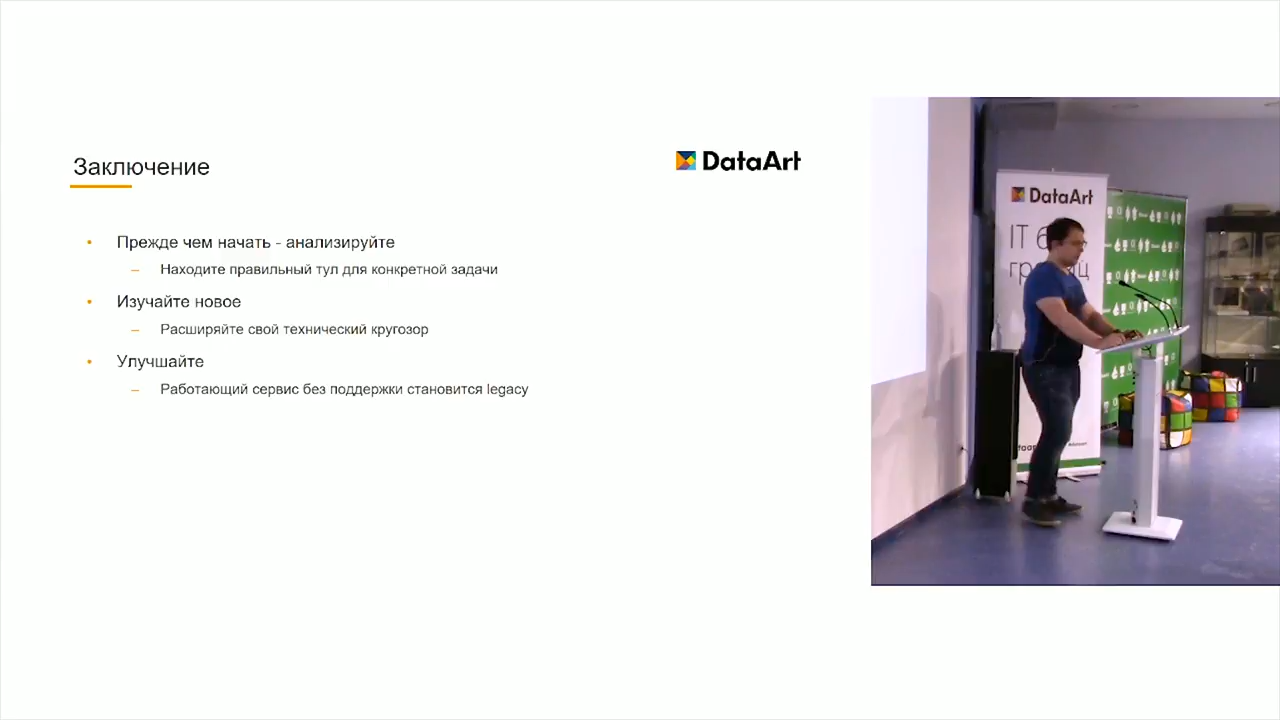 Заключение
DataArt
• Прежде чем начать - анализируйте
– Находите правильный тул для конкретной задачи
• Изучайте новое
– Расширяйте свой технический кругозор
• Улучшайте
– Работающий сервис без поддержки становится legacy
DataArt
IT